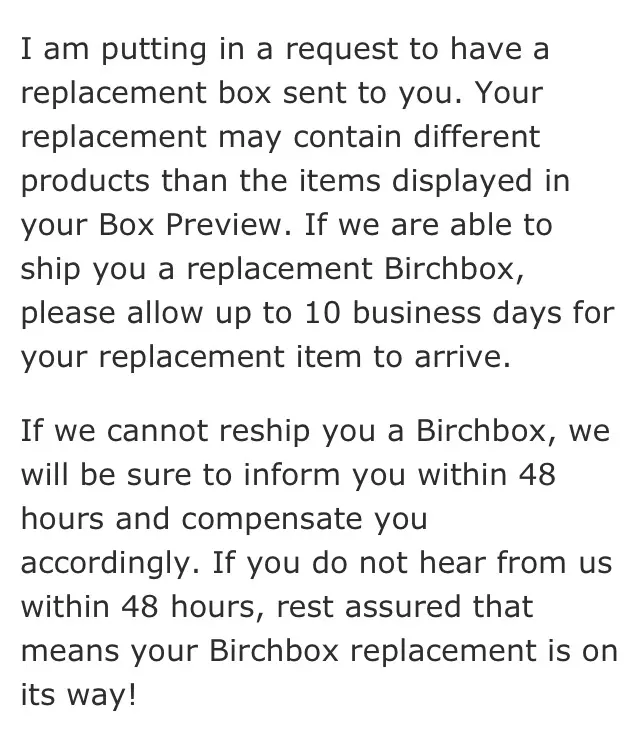 I am putting in a request to have a
replacement box sent to you. Your
replacement may contain different
products than the items displayed in
your Box Preview. If we are able to
ship you a replacement Birchbox,
please allow up to 10 business days for
your replacement item to arrive.
If we cannot reship you a Birchbox, we
will be sure to inform you within 48
hours and compensate you
accordingly. If you do not hear from us
within 48 hours, rest assured that
means your Birchbox replacement is on
its way!